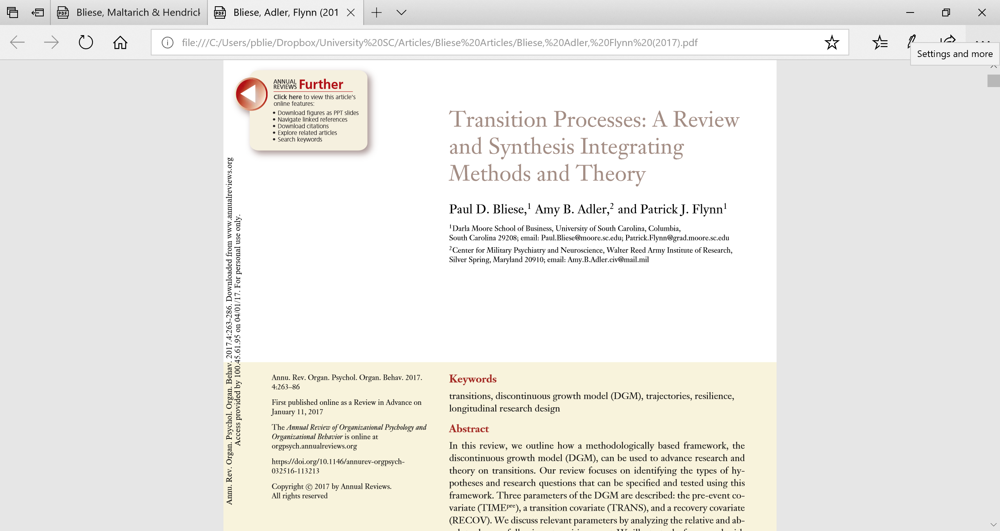 Bliese, Maltarich & Hendrick
Bliese, Adler, Flynn (201
file:///C:/Users/pblie/Dropbox/University%20SC/Articles/Bliese%20Articles/Bliese,%20Adler,%20Flynn%20(2017).pdf
Settings and more
ANNUAL REVIEWS Further
Click here to view this article's
online features:
• Download figures as PPT slides
• Navigate linked references
• Download citations
• Explore related articles
• Search keywords
Transition Processes: A Review
and Synthesis Integrating
Methods and Theory
Paul D. Bliese,1 Amy B. Adler,2 and Patrick J. Flynn1
1Darla Moore School of Business, University of South Carolina, Columbia,
South Carolina 29208; email: Paul.Bliese@moore.sc.edu; Patrick.Flynn@grad.moore.sc.edu
2Center for Military Psychiatry and Neuroscience, Walter Reed Army Institute of Research,
Silver Spring, Maryland 20910; email: Amy.B.Adler.civ@mail.mil
Annu. Rev. Organ. Psychol. Organ. Behav. 2017.4:263-286. Downloaded from www.annualreviews.org
Access provided by 100.45.61.95 on 04/01/17. For personal use only.
Annu. Rev. Organ. Psychol. Organ. Behav. 2017.
4:263–86
First published online as a Review in Advance on
January 11, 2017
The Annual Review of Organizational Psychology and
Organizational Behavior is online at
orgpsych.annualreviews.org
https://doi.org/10.1146/annurev-orgpsych-
032516-113213
Copyright © 2017 by Annual Reviews.
All rights reserved
Keywords
transitions, discontinuous growth model (DGM), trajectories, resilience,
longitudinal research design
Abstract
In this review, we outline how a methodologically based framework, the
discontinuous growth model (DGM), can be used to advance research and
theory on transitions. Our review focuses on identifying the types of hy-
potheses and research questions that can be specified and tested using this
framework. Three parameters of the DGM are described: the pre-event co-
variate (TIMEpre), a transition covariate (TRANS), and a recovery covariate
(RECOV). We discuss relevant parameters by analyzing the relative and ab-